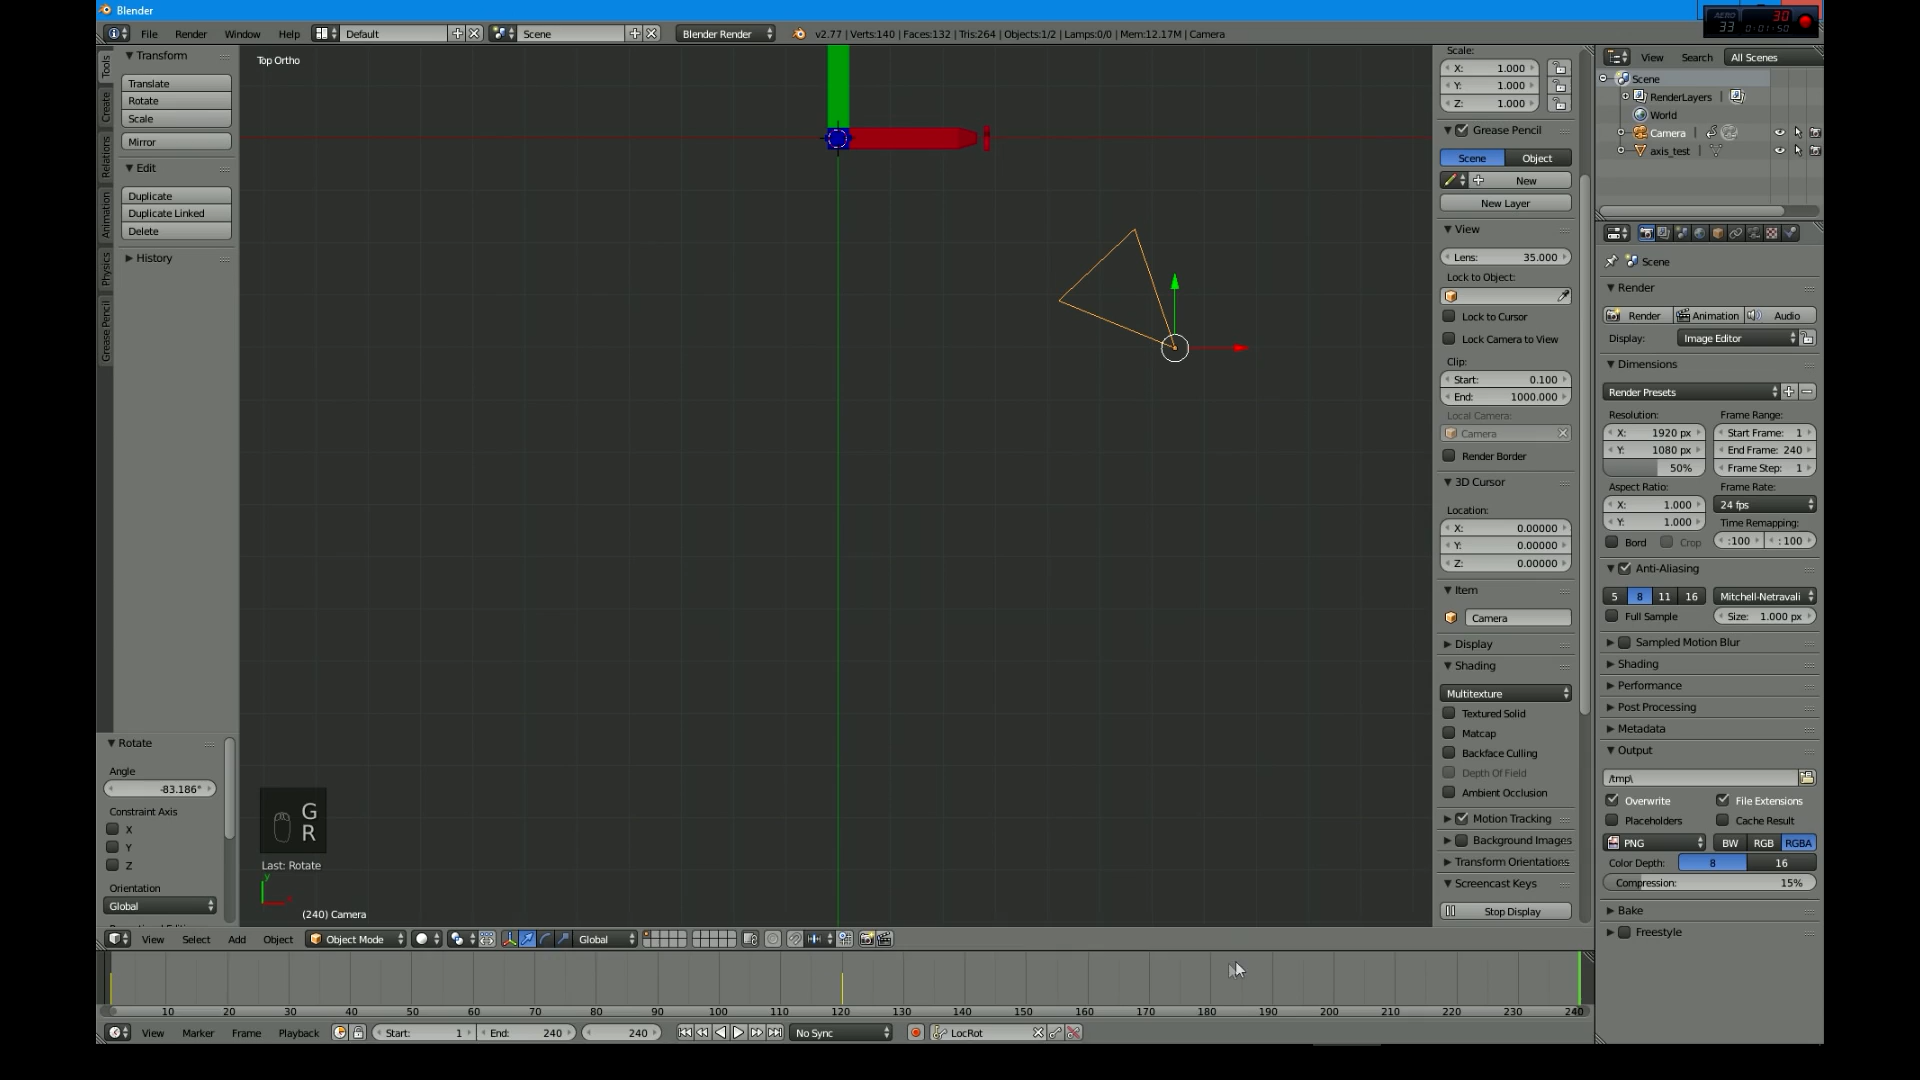 Blender
AERO
33
30
0:01:50
File Render Window Help Default Scene Blender Render v2.77 | Verts:140 | Faces:132 | Tris:264 | Objects:1/2 | Lamps:0/0 | Mem:12.17M | Camera
Tools
Create
Relations
Animation
Physics
Grease Pencil
Transform
Translate
Rotate
Scale
Mirror
Edit
Duplicate
Duplicate Linked
Delete
History
Rotate
Angle
-83.186°
Constraint Axis
X
Y
Z
Orientation
Global
Top Ortho
G
R
Last: Rotate
y
(240) Camera
Scale:
X: 1.000
Y: 1.000
Z: 1.000
Grease Pencil
Scene Object
New
New Layer
View
Lens: 35.000
Lock to Object:
Lock to Cursor
Lock Camera to View
Clip:
Start: 0.100
End: 1000.000
Local Camera:
Camera
Render Border
3D Cursor
Location:
X: 0.00000
Y: 0.00000
Z: 0.00000
Item
Camera
Display
Shading
Multitexture
Textured Solid
Matcap
Backface Culling
Depth Of Field
Ambient Occlusion
Motion Tracking
Background Images
Transform Orientations
Screencast Keys
Stop Display
View Search All Scenes
Scene
RenderLayers
World
Camera
axis_test
Scene
Render
Render Animation Audio
Display: Image Editor
Dimensions
Render Presets
Resolution: Frame Range:
X: 1920 px Start Frame: 1
Y: 1080 px End Frame: 240
50% Frame Step: 1
Aspect Ratio: Frame Rate:
X: 1.000 24 fps
Y: 1.000 Time Remapping:
Bord Crop :100 : 100
Anti-Aliasing
5 8 11 16 Mitchell-Netravali
Full Sample Size: 1.000 px
Sampled Motion Blur
Shading
Performance
Post Processing
Metadata
Output
/tmp\
Overwrite File Extensions
Placeholders Cache Result
PNG BW RGB RGBA
Color Depth: 8 16
Compression: 15%
Bake
Freestyle
View Select Add Object Object Mode Global
10 20 30 40 50 60 70 80 90 100 110 120 130 140 150 160 170 180 190 200 210 220 230 240
View Marker Frame Playback Start: 1 End: 240 240 No Sync LocRot